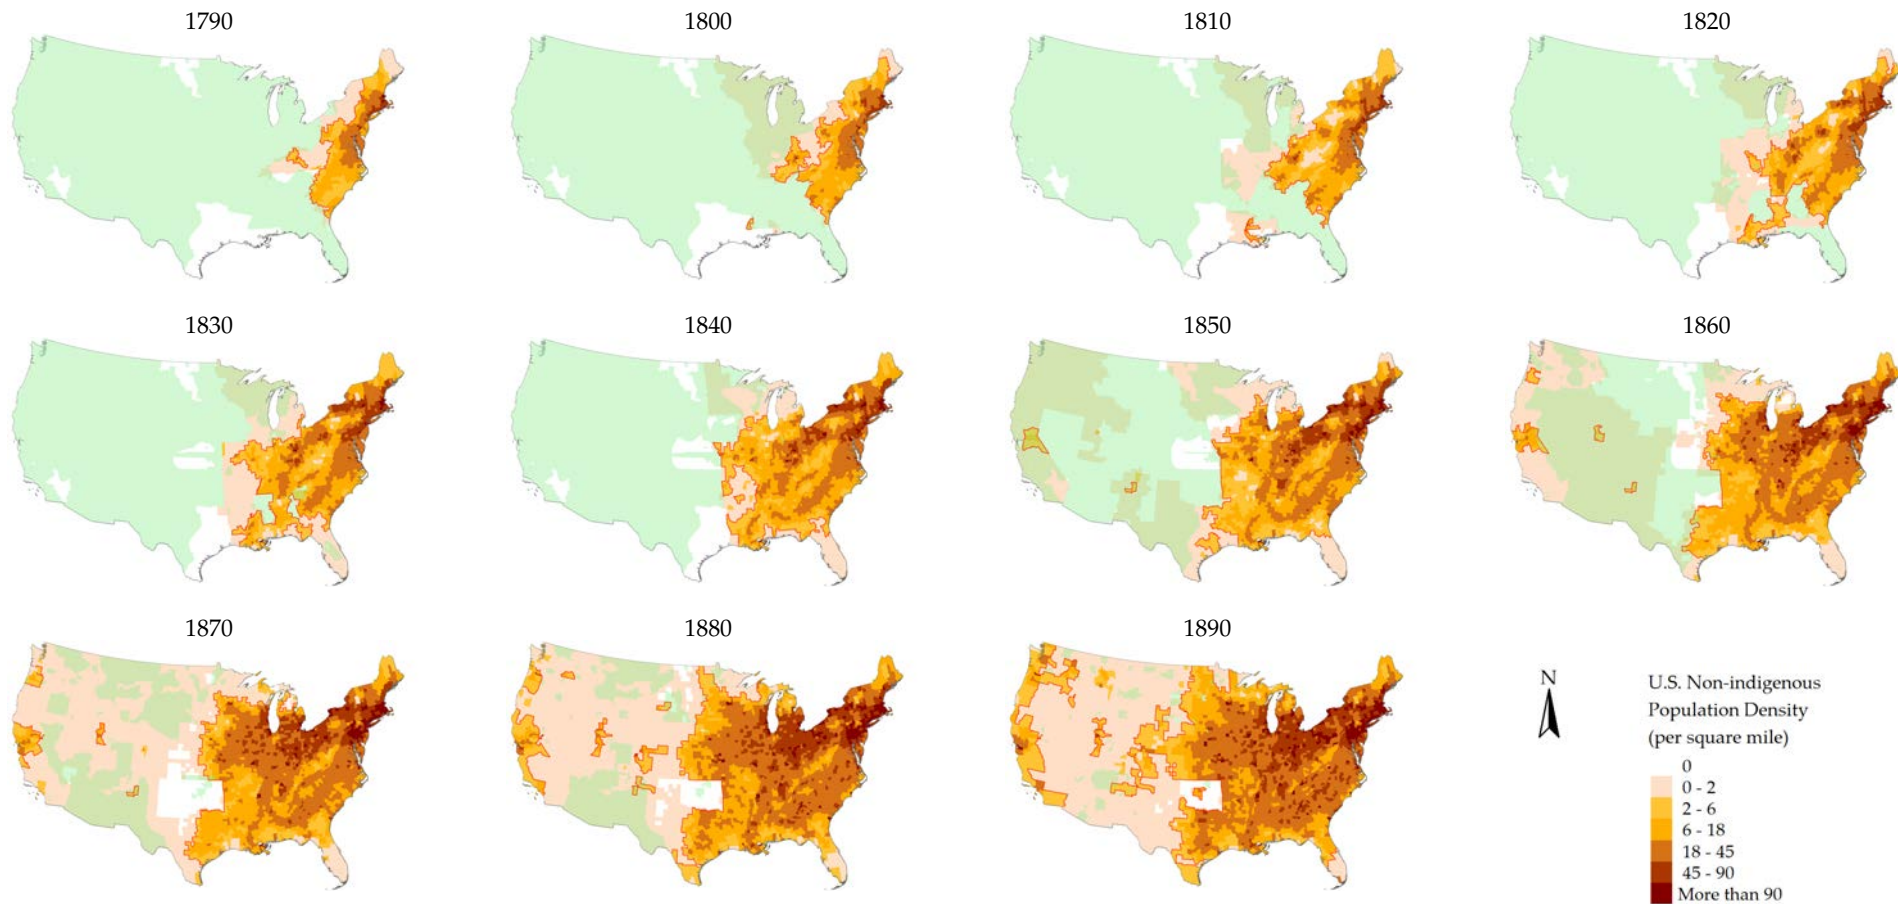 1790
1800
1810
1820
1830
1840
1850
1860
1870
1880
1890
N
U.S. Non-indigenous
Population Density
(per square mile)
0
0 - 2
2 - 6
6 - 18
18 - 45
45 - 90
More than 90